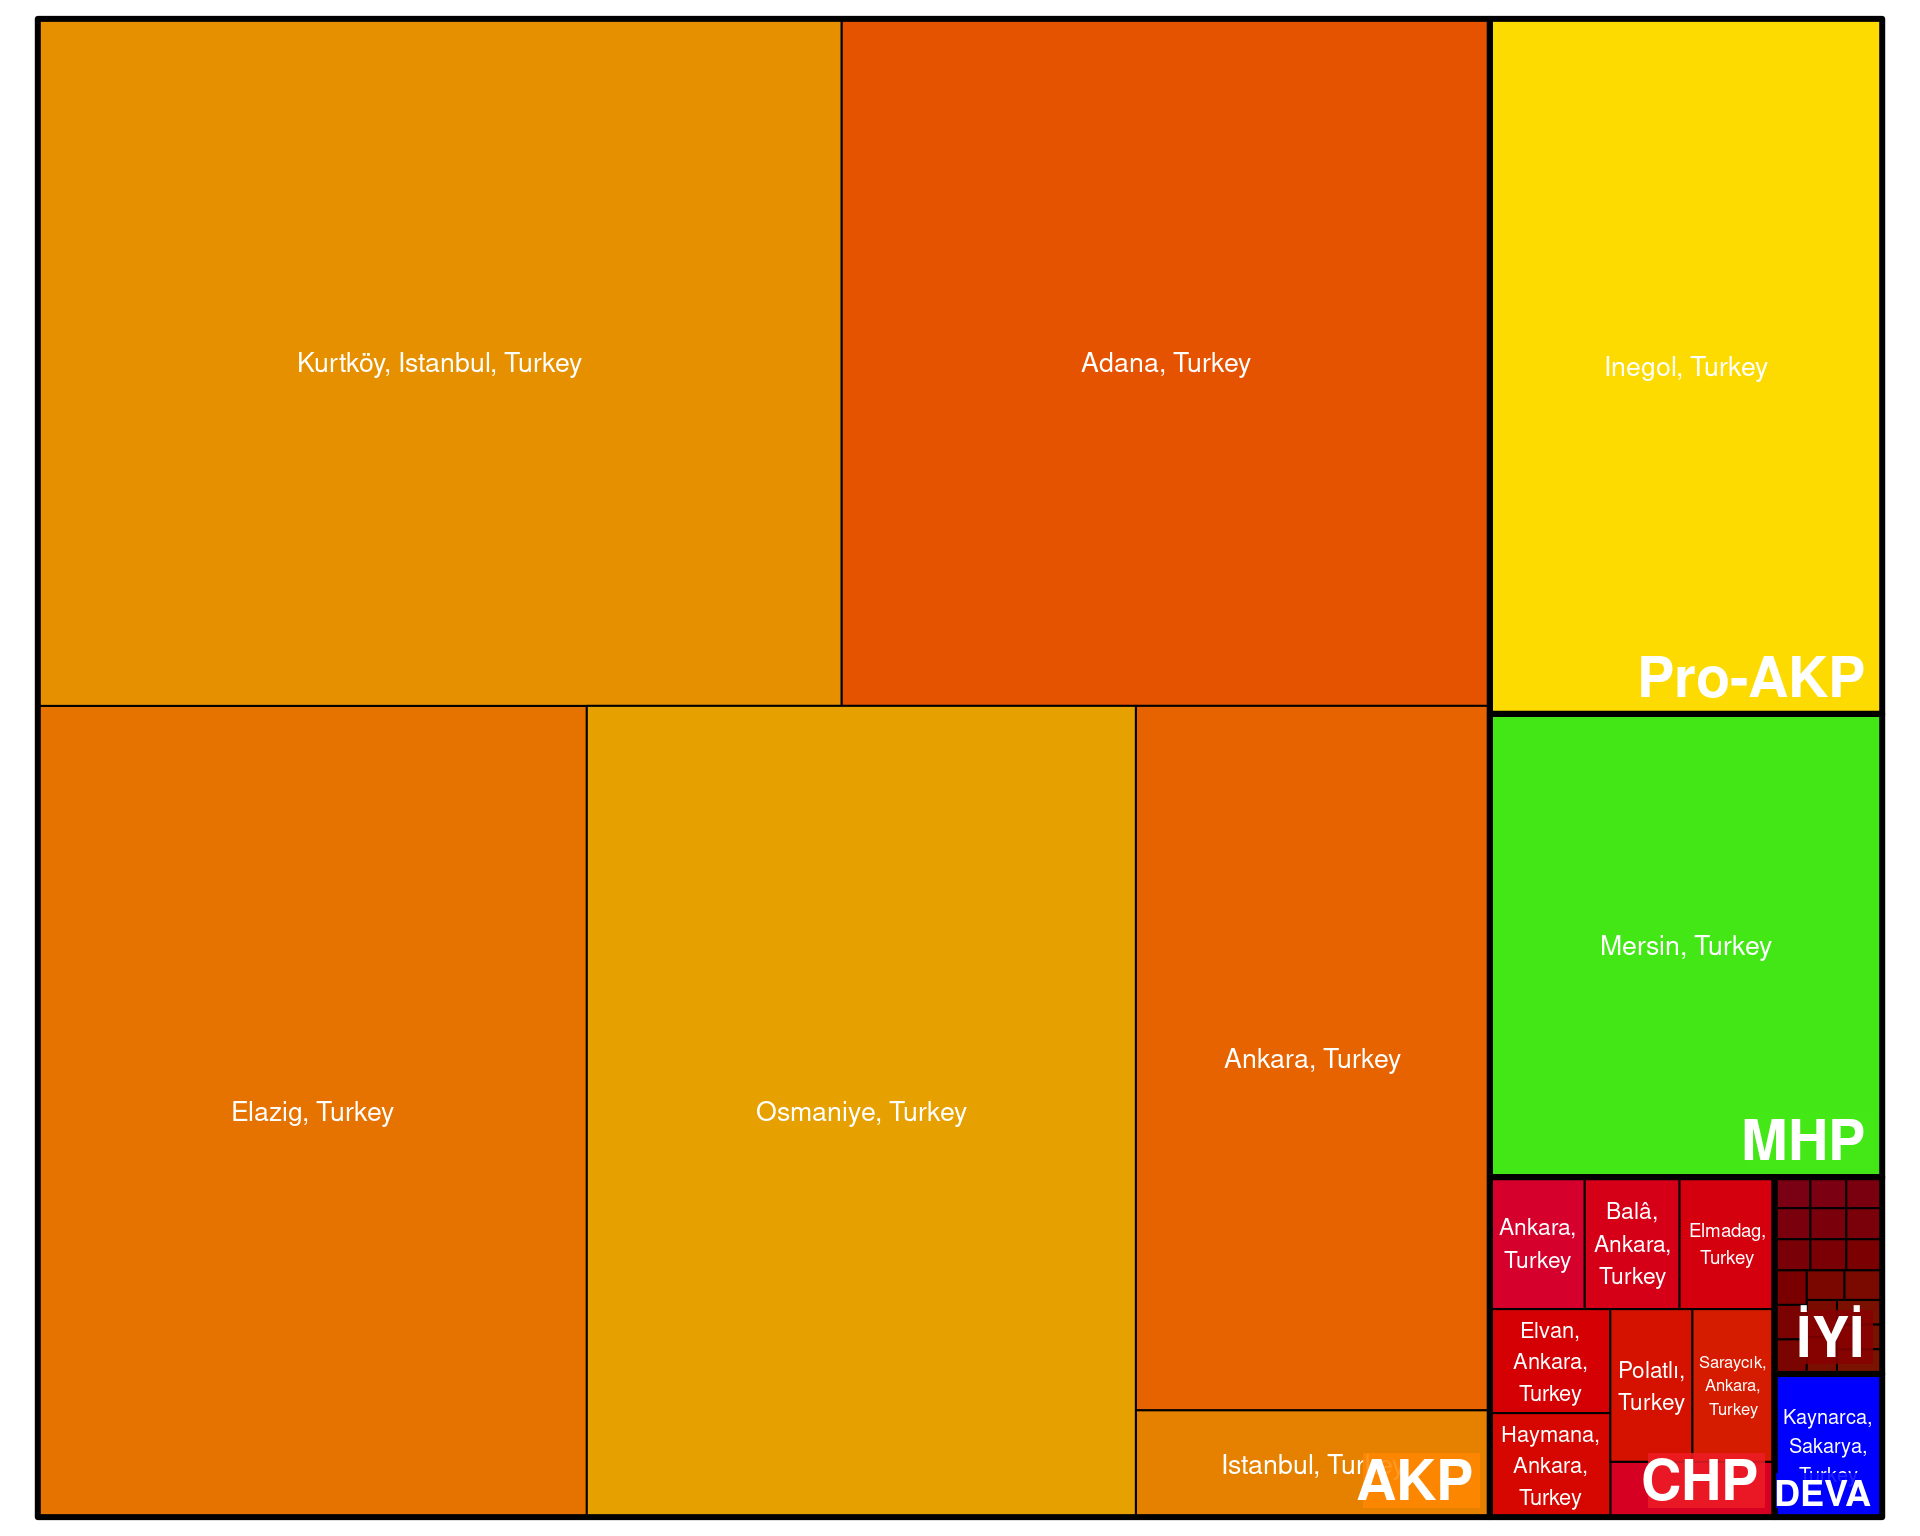 Kurtköy, Istanbul, Turkey
Adana, Turkey
Inegol, Turkey
Pro-AKP
Elazig, Turkey
Osmaniye, Turkey
Ankara, Turkey
Istanbul, Turkey
AKP
Mersin, Turkey
MHP
Ankara,
Turkey
Balâ,
Ankara,
Turkey
Elmadag,
Turkey
Elvan,
Ankara,
Turkey
Polatlı,
Turkey
Saraycık,
Ankara,
Turkey
Haymana,
Ankara,
Turkey
CHP
İYİ
Kaynarca,
Sakarya,
Turkey
DEVA